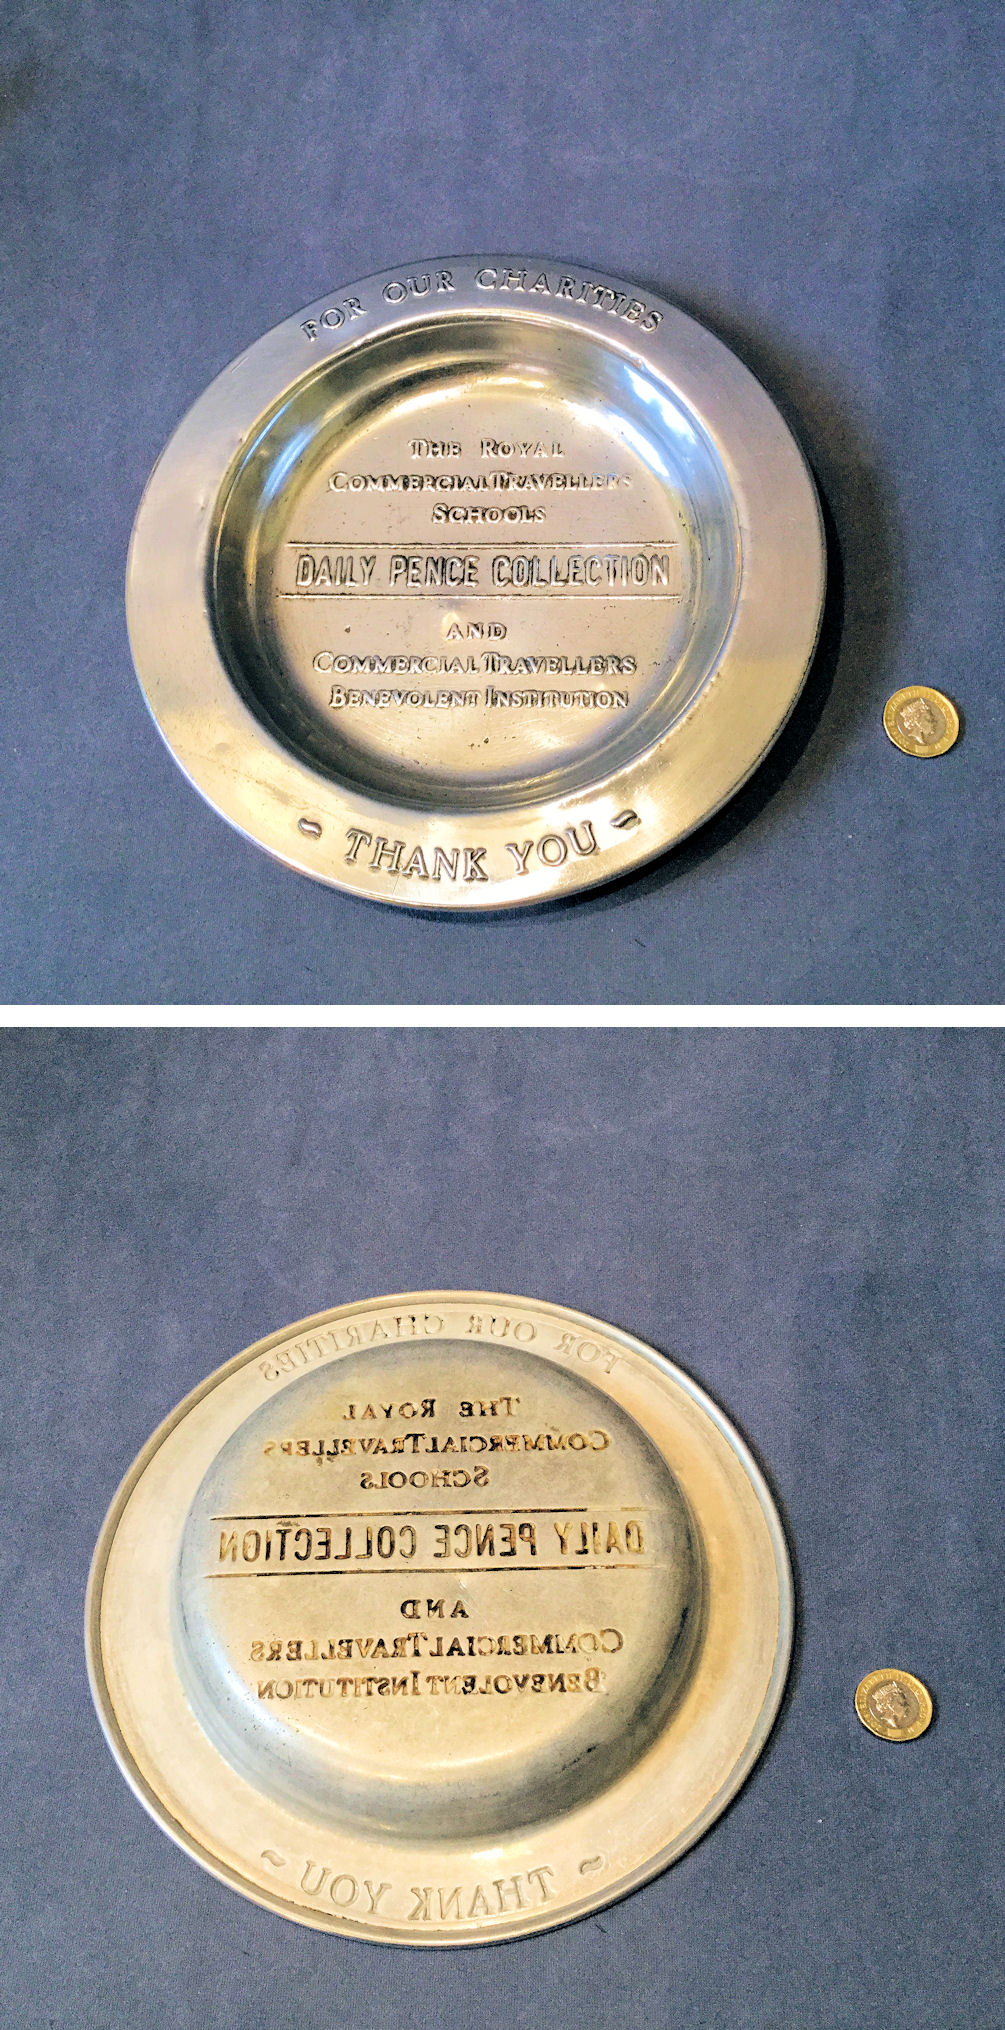 FOR OUR CHARITIES
THE ROYAL
COMMERCIAL TRAVELLERS
SCHOOLS
DAILY PENCE COLLECTION
AND
COMMERCIAL TRAVELLERS
BENEVOLENT INSTITUTION
~ THANK YOU ~
FOR OUR CHARITIES
THE ROYAL
COMMERCIAL TRAVELLERS
SCHOOLS
DAILY PENCE COLLECTION
AND
COMMERCIAL TRAVELLERS
BENEVOLENT INSTITUTION
~ THANK YOU ~